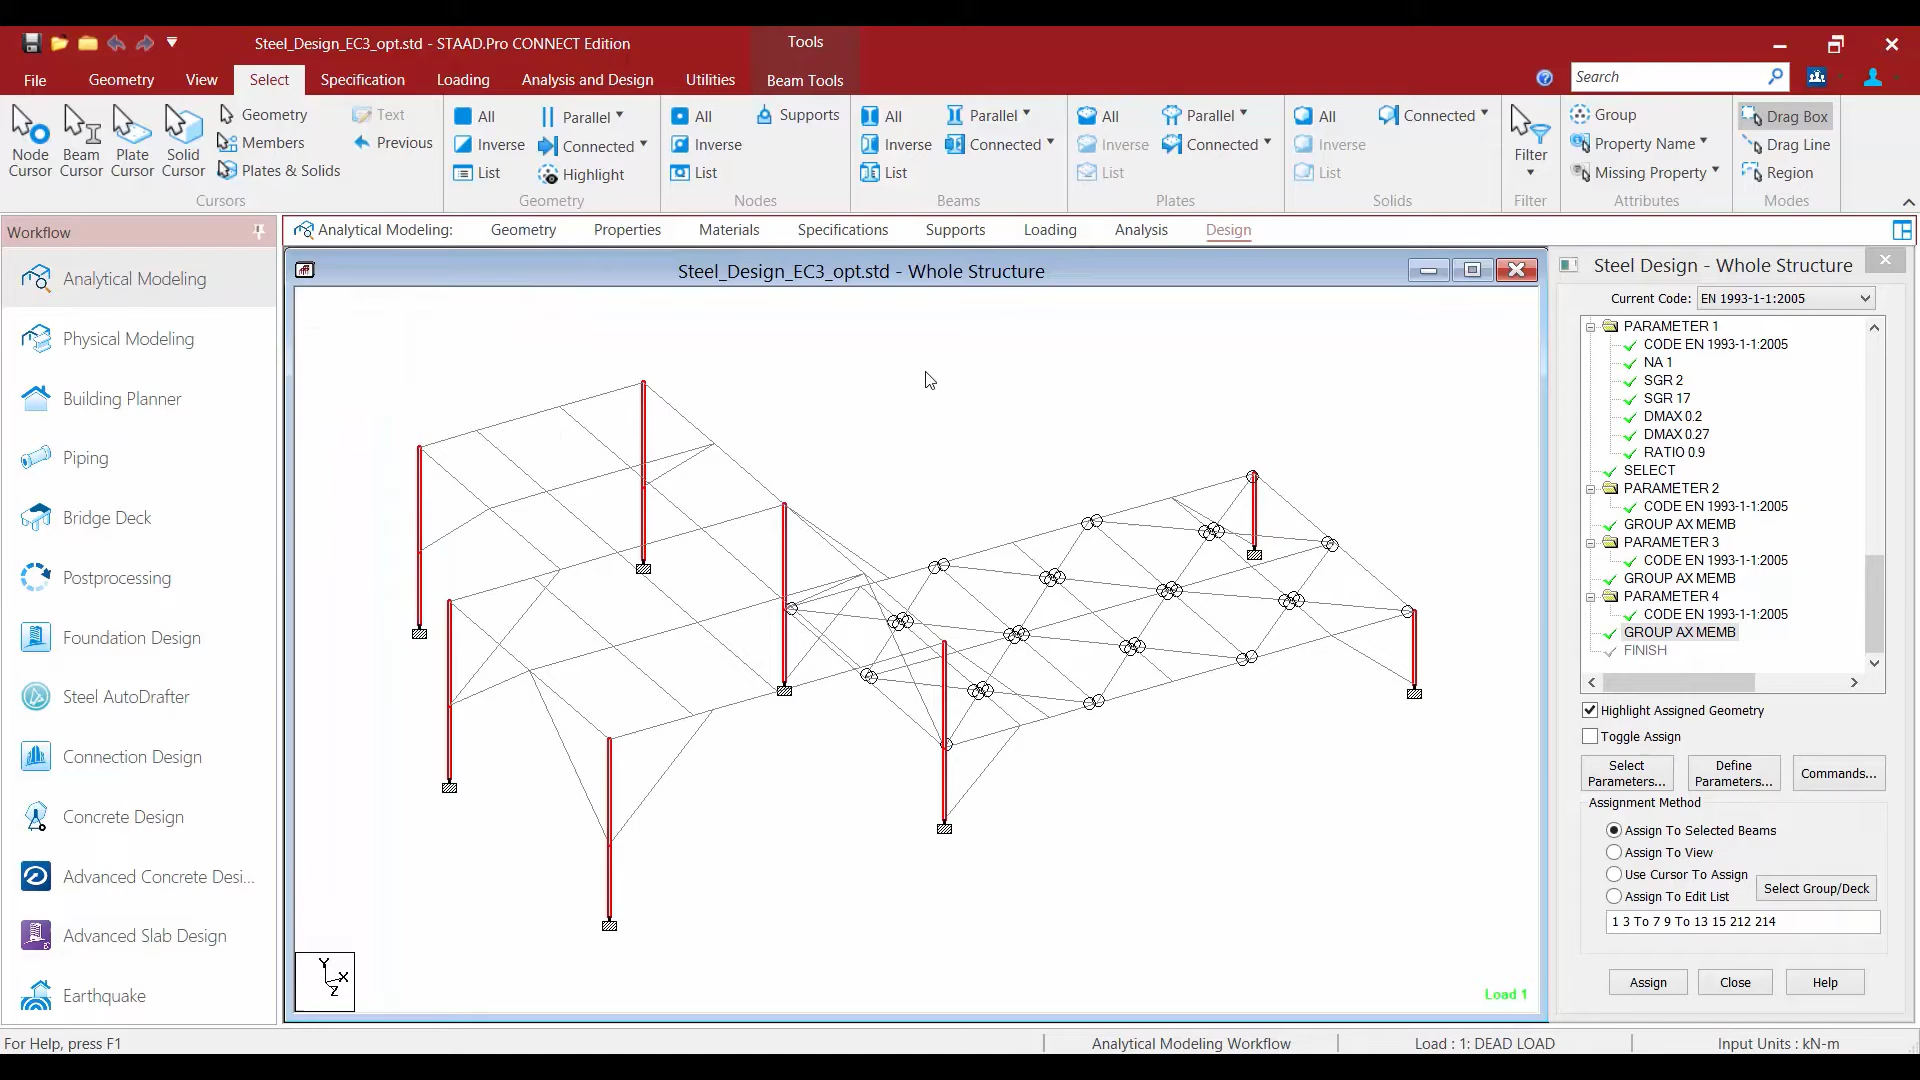 Steel_Design_EC3_opt.std - STAAD.Pro CONNECT Edition
Tools
File
Geometry
View
Select
Specification
Loading
Analysis and Design
Utilities
Beam Tools
Search
Node Cursor
Beam Cursor
Plate Cursor
Solid Cursor
Geometry
Members
Plates & Solids
Text
Previous
Cursors
All
Inverse
List
Parallel
Connected
Highlight
Geometry
All
Inverse
List
Supports
Nodes
All
Inverse
List
Parallel
Connected
Beams
All
Inverse
List
Parallel
Connected
Plates
All
Inverse
List
Connected
Solids
Filter
Filter
Group
Property Name
Missing Property
Attributes
Drag Box
Drag Line
Region
Modes
Workflow
Analytical Modeling
Physical Modeling
Building Planner
Piping
Bridge Deck
Postprocessing
Foundation Design
Steel AutoDrafter
Connection Design
Concrete Design
Advanced Concrete Desi...
Advanced Slab Design
Earthquake
Analytical Modeling:
Geometry
Properties
Materials
Specifications
Supports
Loading
Analysis
Design
Steel_Design_EC3_opt.std - Whole Structure
Y
X
Z
Load 1
Steel Design - Whole Structure
Current Code: EN 1993-1-1:2005
PARAMETER 1
CODE EN 1993-1-1:2005
NA 1
SGR 2
SGR 17
DMAX 0.2
DMAX 0.27
RATIO 0.9
SELECT
PARAMETER 2
CODE EN 1993-1-1:2005
GROUP AX MEMB
PARAMETER 3
CODE EN 1993-1-1:2005
GROUP AX MEMB
PARAMETER 4
CODE EN 1993-1-1:2005
GROUP AX MEMB
FINISH
Highlight Assigned Geometry
Toggle Assign
Select Parameters...
Define Parameters...
Commands...
Assignment Method
Assign To Selected Beams
Assign To View
Use Cursor To Assign
Assign To Edit List
Select Group/Deck
1 3 To 7 9 To 13 15 212 214
Assign
Close
Help
For Help, press F1
Analytical Modeling Workflow
Load : 1: DEAD LOAD
Input Units : kN-m